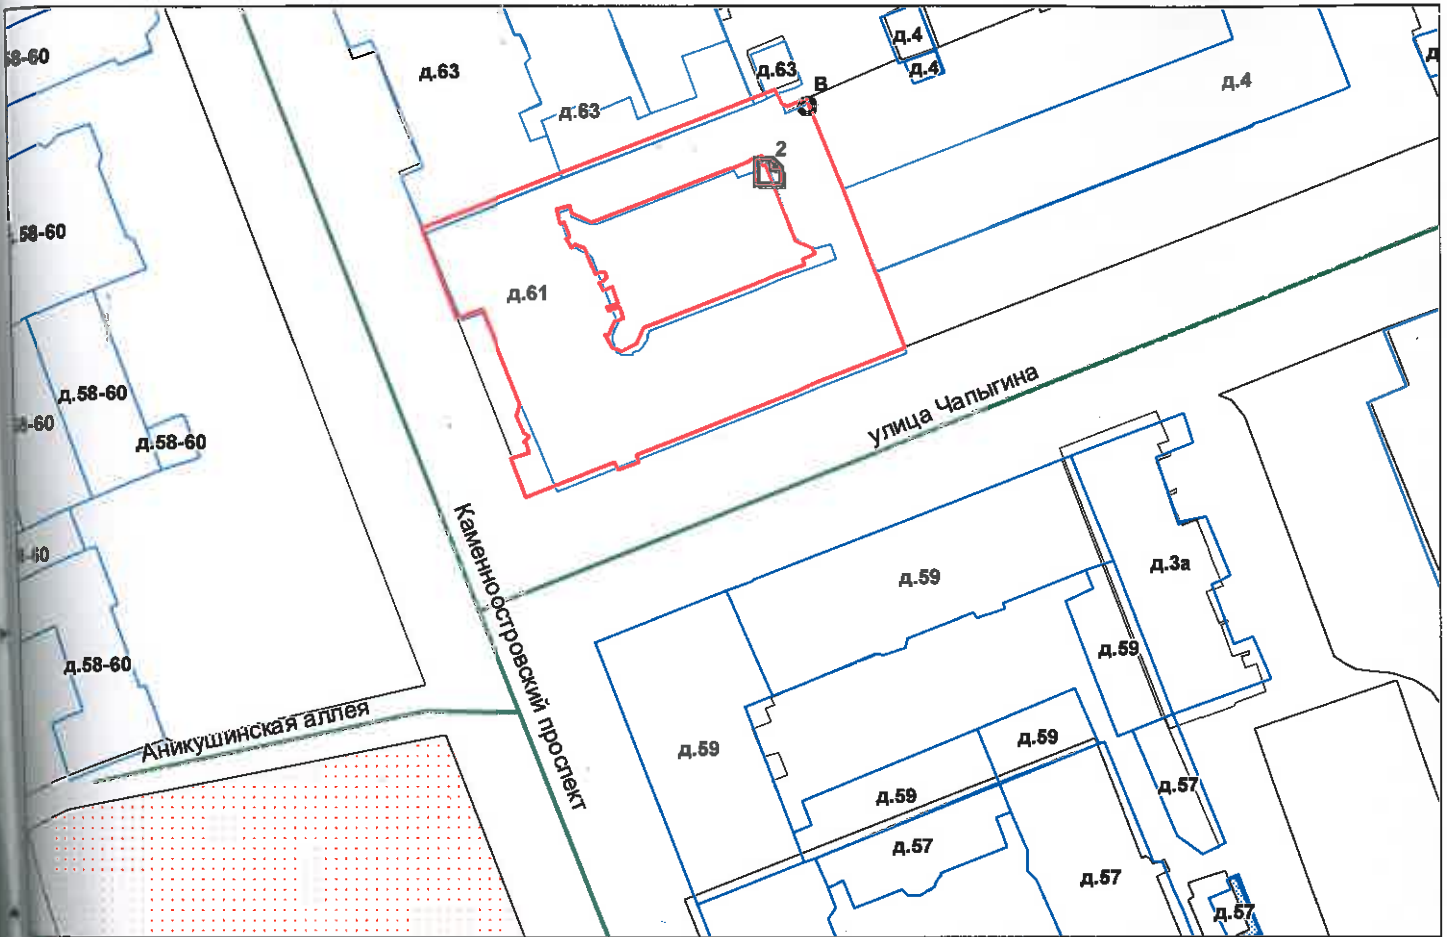 58-60
д.63
д.63
д.63
B
д.4
д.4
д.4
д
2
58-60
д.61
д.58-60
8-60
д.58-60
улица Чапыгина
Каменноостровский проспект
-60
д.59
д.3а
д.58-60
д.59
Аникушинская аллея
д.59
д.59
д.59
д.57
д.57
д.57
д.57